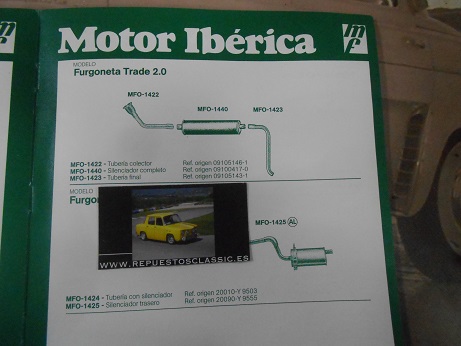 Motor Ibérica
MP
MODELO
Furgoneta Trade 2.0
MFO-1422
MFO-1440
MFO-1423
MFO-1422 - Tubería colector Ref. origen 09105146-1
MFO-1440 - Silenciador completo Ref. origen 09100417-0
MFO-1423 - Tubería final Ref. origen 09105143-1
MODELO
Furgo
MFO-1425 AL
WWW.REPUESTOSCLASSIC.ES
MFO-1424 - Tubería con silenciador Ref. origen 20010-Y 9503
MFO-1425 - Silenciador trasero Ref. origen 20090-Y 9555